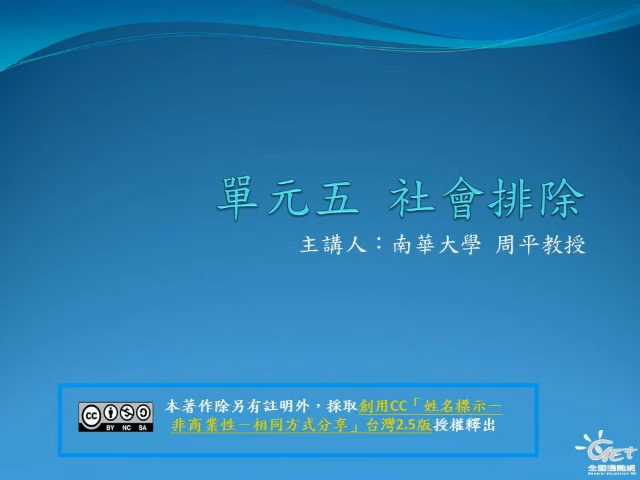 單元五 社會排除
主講人：南華大學 周平教授
本著作除另有註明外，採取創用CC「姓名標示－
非商業性－相同方式分享」台灣2.5版授權釋出
cc
BY NC SA
全國通識網